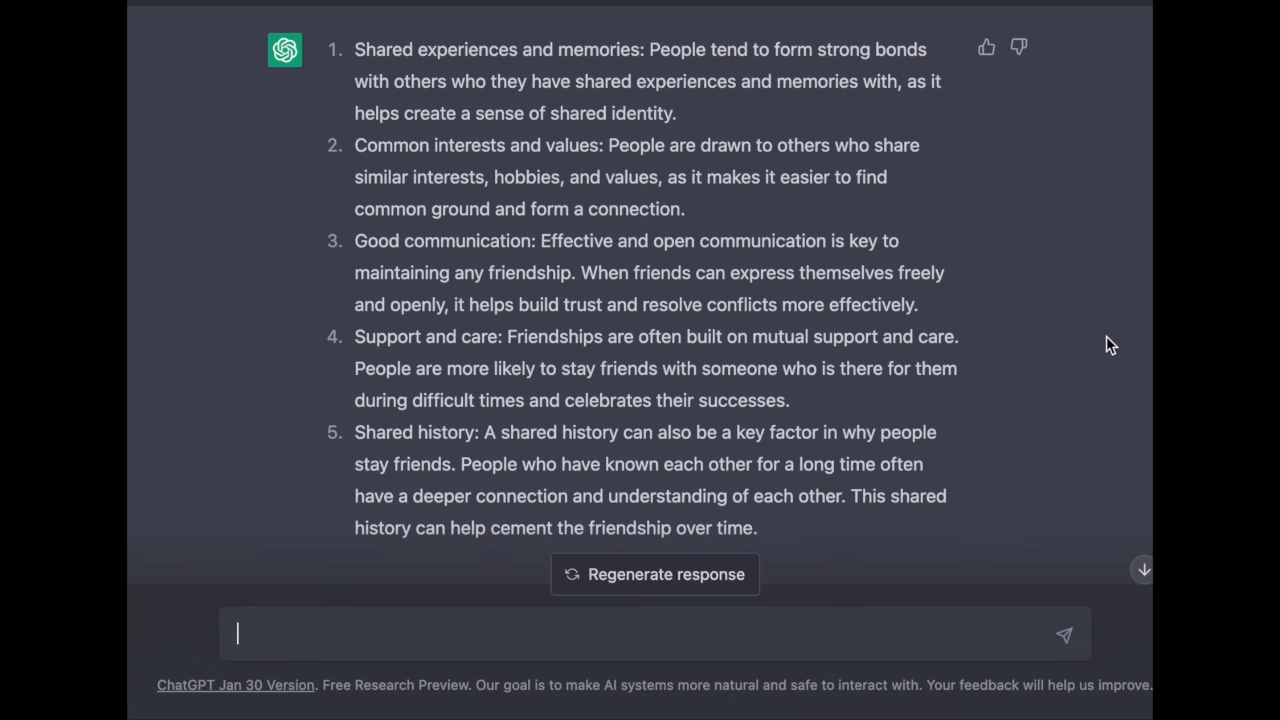 1. Shared experiences and memories: People tend to form strong bonds
with others who they have shared experiences and memories with, as it
helps create a sense of shared identity.
2. Common interests and values: People are drawn to others who share
similar interests, hobbies, and values, as it makes it easier to find
common ground and form a connection.
3. Good communication: Effective and open communication is key to
maintaining any friendship. When friends can express themselves freely
and openly, it helps build trust and resolve conflicts more effectively.
4. Support and care: Friendships are often built on mutual support and care.
People are more likely to stay friends with someone who is there for them
during difficult times and celebrates their successes.
5. Shared history: A shared history can also be a key factor in why people
stay friends. People who have known each other for a long time often
have a deeper connection and understanding of each other. This shared
history can help cement the friendship over time.
Regenerate response
ChatGPT Jan 30 Version. Free Research Preview. Our goal is to make AI systems more natural and safe to interact with. Your feedback will help us improve.